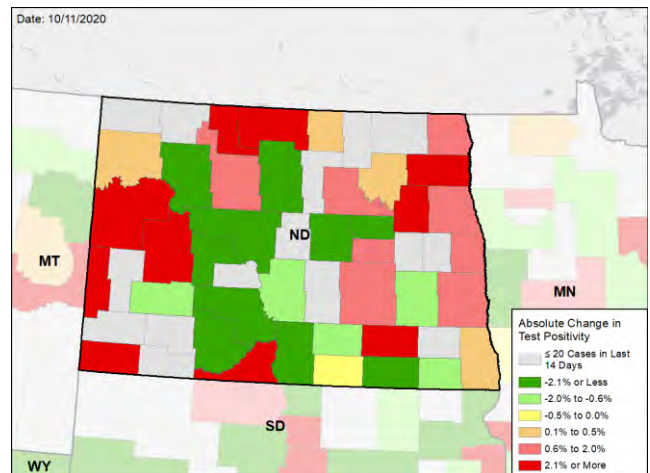 Date: 10/11/2020
ND
MT
MN
SD
WY
Absolute Change in
Test Positivity
≤ 20 Cases in Last
14 Days
-2.1% or Less
-2.0% to -0.6%
-0.5% to 0.0%
0.1% to 0.5%
0.6% to 2.0%
2.1% or More